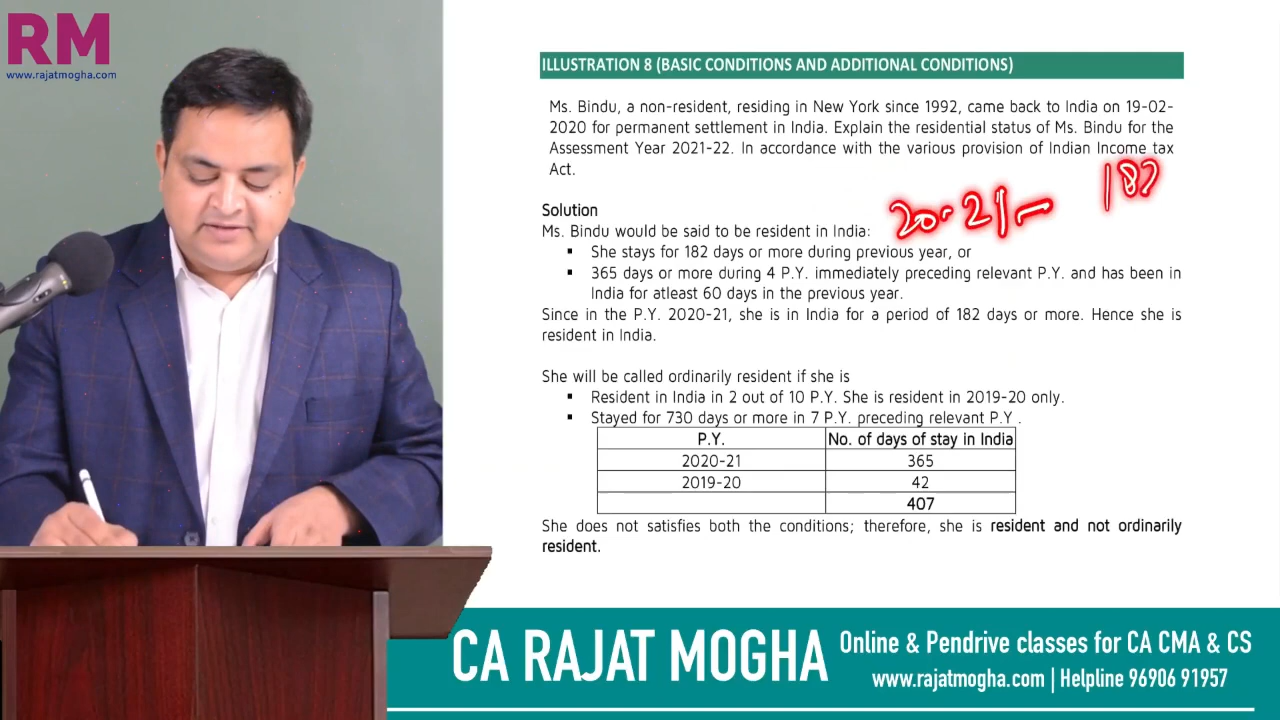 RM
www.rajatmogha.com
ILLUSTRATION 8 (BASIC CONDITIONS AND ADDITIONAL CONDITIONS)
Ms. Bindu, a non-resident, residing in New York since 1992, came back to India on 19-02-
2020 for permanent settlement in India. Explain the residential status of Ms. Bindu for the
Assessment Year 2021-22. In accordance with the various provision of Indian Income tax
Act.
182
20-21-
Solution
Ms. Bindu would be said to be resident in India:
▪ She stays for 182 days or more during previous year, or
▪ 365 days or more during 4 P.Y. immediately preceding relevant P.Y. and has been in
India for atleast 60 days in the previous year.
Since in the P.Y. 2020-21, she is in India for a period of 182 days or more. Hence she is
resident in India.
She will be called ordinarily resident if she is
▪ Resident in India in 2 out of 10 P.Y. She is resident in 2019-20 only.
▪ Stayed for 730 days or more in 7 P.Y. preceding relevant P.Y .
P.Y. No. of days of stay in India
2020-21 365
2019-20 42
407
She does not satisfies both the conditions; therefore, she is resident and not ordinarily
resident.
CA RAJAT MOGHA
Online & Pendrive classes for CA CMA & CS
www.rajatmogha.com | Helpline 96906 91957